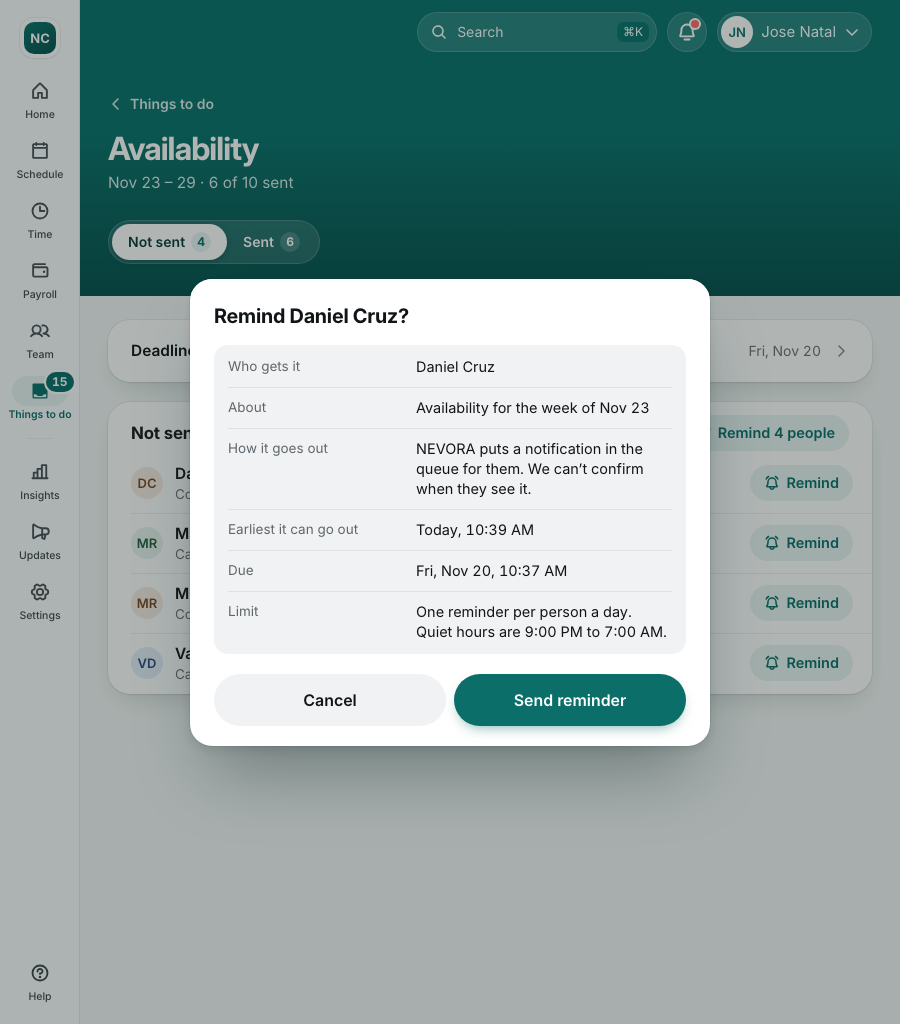 NC
Search
⌘K
JN
Jose Natal
Home
Schedule
Time
Payroll
Team
15
Things to do
Insights
Updates
Settings
Help
Things to do
Availability
Nov 23 – 29 · 6 of 10 sent
Not sent 4
Sent 6
Fri, Nov 20
Remind 4 people
DC
Remind
MR
Remind
MR
Remind
VD
Remind
Remind Daniel Cruz?
Who gets it
Daniel Cruz
About
Availability for the week of Nov 23
How it goes out
NEVORA puts a notification in the
queue for them. We can’t confirm
when they see it.
Earliest it can go out
Today, 10:39 AM
Due
Fri, Nov 20, 10:37 AM
Limit
One reminder per person a day.
Quiet hours are 9:00 PM to 7:00 AM.
Cancel
Send reminder